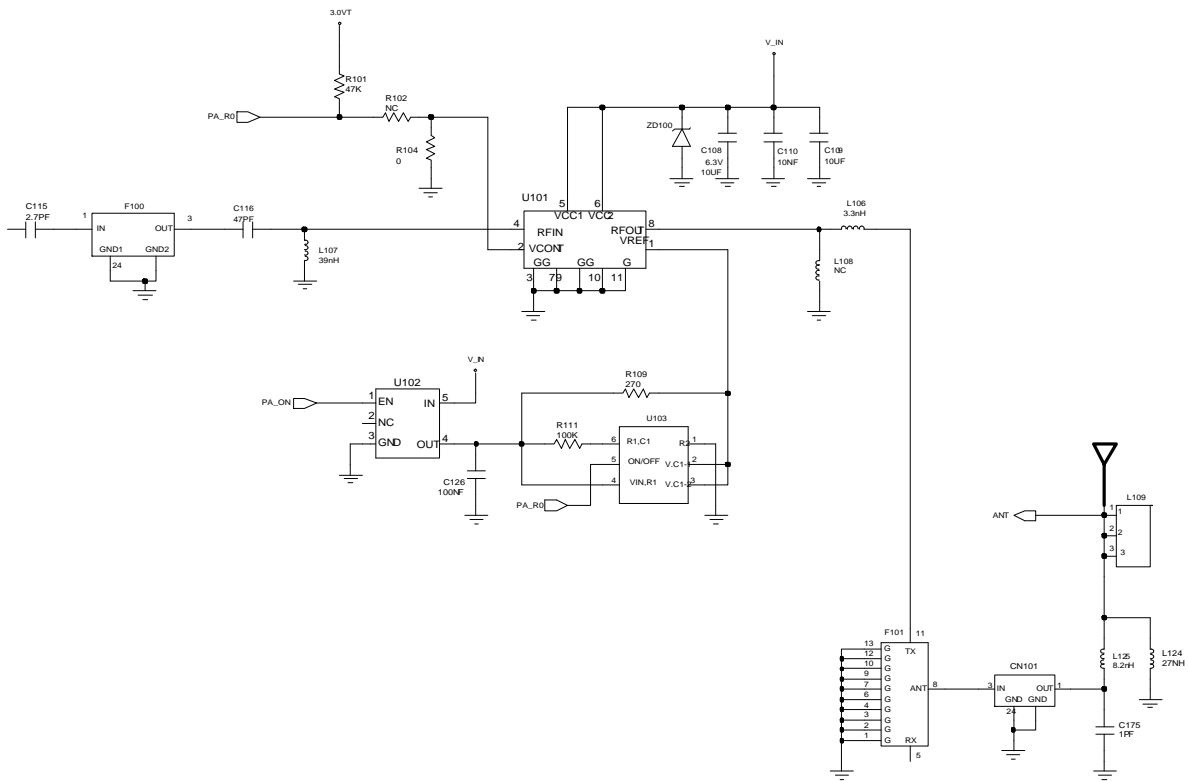 3.0VT
R101
47K
R102
NC
PA_R0
R104
0
V_IN
ZD100
C108
6.3V
10UF
C110
10NF
C109
10UF
C115
2.7PF
F100
1
IN
OUT
3
GND1
GND2
24
C116
47PF
L107
39nH
U101
5
6
VCC1
VCC2
4
RFIN
RFOUT
8
VREF
1
2
VCONT
GG
GG
G
3
79
10
11
L106
3.3nH
L108
NC
V_IN
U102
PA_ON
1
EN
IN
5
2
NC
3
GND
OUT
4
C126
100NF
R109
270
R111
100K
U103
6
R1,C1
R2
1
5
ON/OFF
V.C1-1
2
4
VIN,R1
V.C1-2
3
PA_R0
ANT
L109
1
1
2
2
3
3
F101
11
TX
13
G
12
G
10
G
9
G
7
G
6
G
4
G
3
G
2
G
1
G
ANT
8
RX
5
CN101
3
IN
OUT
1
GND
GND
24
L125
8.2nH
L124
27NH
C175
1PF